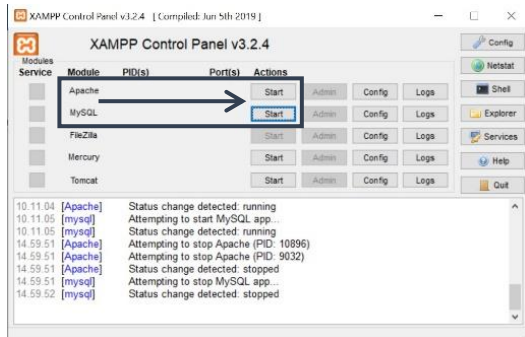 XAMPP Control Panel v3.2.4 [ Compiled: Jun 5th 2019 ]
XAMPP Control Panel v3.2.4
Config
Modules
Service Module PID(s) Port(s) Actions
Netstat
Apache Start Admin Config Logs
Shell
MySQL Start Admin Config Logs
Explorer
FileZilla Start Admin Config Logs
Services
Mercury Start Admin Config Logs
Help
Tomcat Start Admin Config Logs
Quit
10.11.04 [Apache] Status change detected: running
10.11.05 [mysql] Attempting to start MySQL app...
10.11.05 [mysql] Status change detected: running
14.59.51 [Apache] Attempting to stop Apache (PID: 10896)
14.59.51 [Apache] Attempting to stop Apache (PID: 9032)
14.59.51 [Apache] Status change detected: stopped
14.59.51 [mysql] Attempting to stop MySQL app...
14.59.52 [mysql] Status change detected: stopped